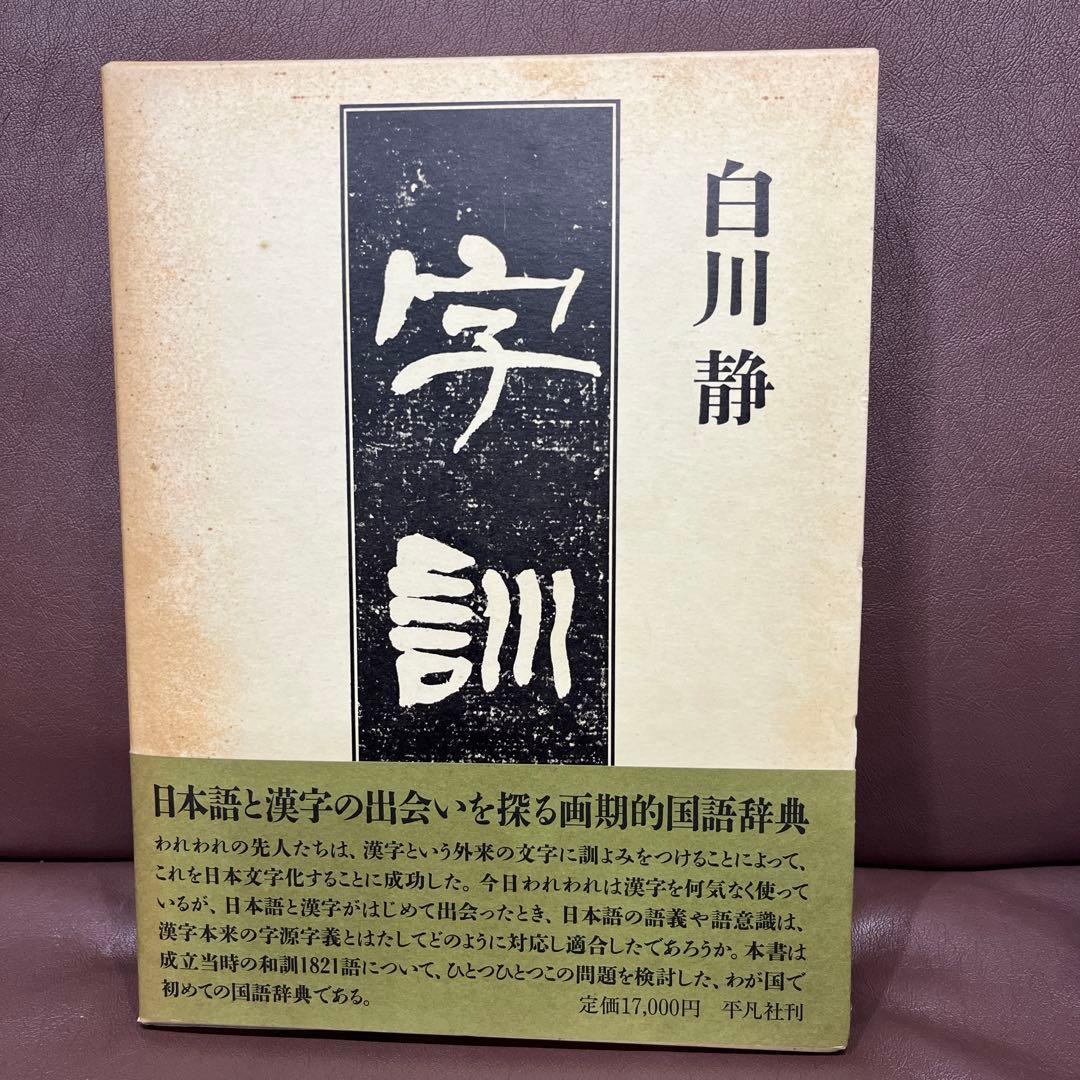 白川 静
字訓
日本語と漢字の出会いを探る画期的国語辞典
われわれの先人たちは、漢字という外来の文字に訓よみをつけることによって、
これを日本文字化することに成功した。今日われわれは漢字を何気なく使って
いるが、日本語と漢字がはじめて出会ったとき、日本語の語義や語意識は、
漢字本来の字源字義とはたしてどのように対応し適合したであろうか。本書は
成立当時の和訓1821語について、ひとつひとつこの問題を検討した、わが国で
初めての国語辞典である。
定価17,000円 平凡社刊